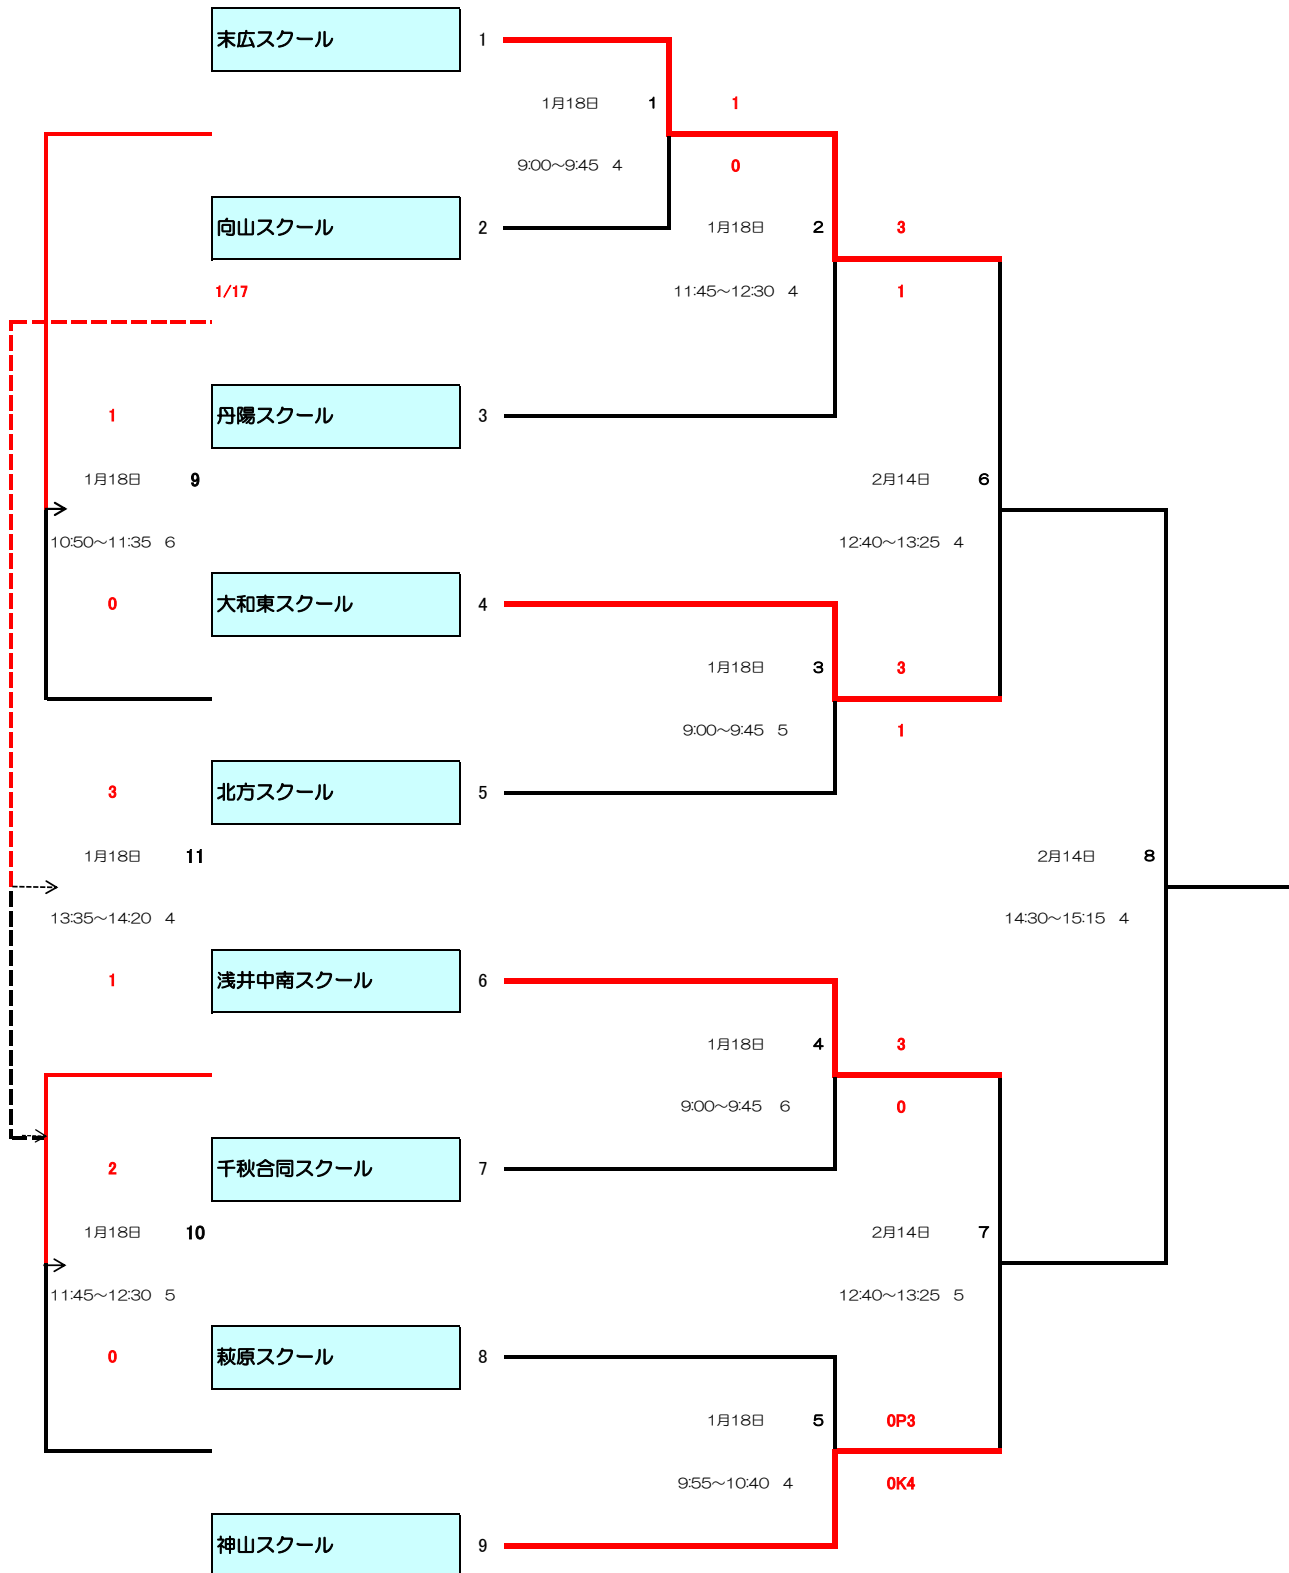 末広スクール 1
1月18日 1 1
9:00～9:45 4 0
向山スクール 2 1月18日 2 3
1/17 11:45～12:30 4 1
1 丹陽スクール 3
1月18日 9 2月14日 6
10:50～11:35 6 12:40～13:25 4
0 大和東スクール 4
1月18日 3 3
9:00～9:45 5 1
3 北方スクール 5
1月18日 11 2月14日 8
13:35～14:20 4 14:30～15:15 4
1 浅井中南スクール 6
1月18日 4 3
9:00～9:45 6 0
2 千秋合同スクール 7
1月18日 10 2月14日 7
11:45～12:30 5 12:40～13:25 5
0 萩原スクール 8
1月18日 5 0P3
9:55～10:40 4 0K4
神山スクール 9